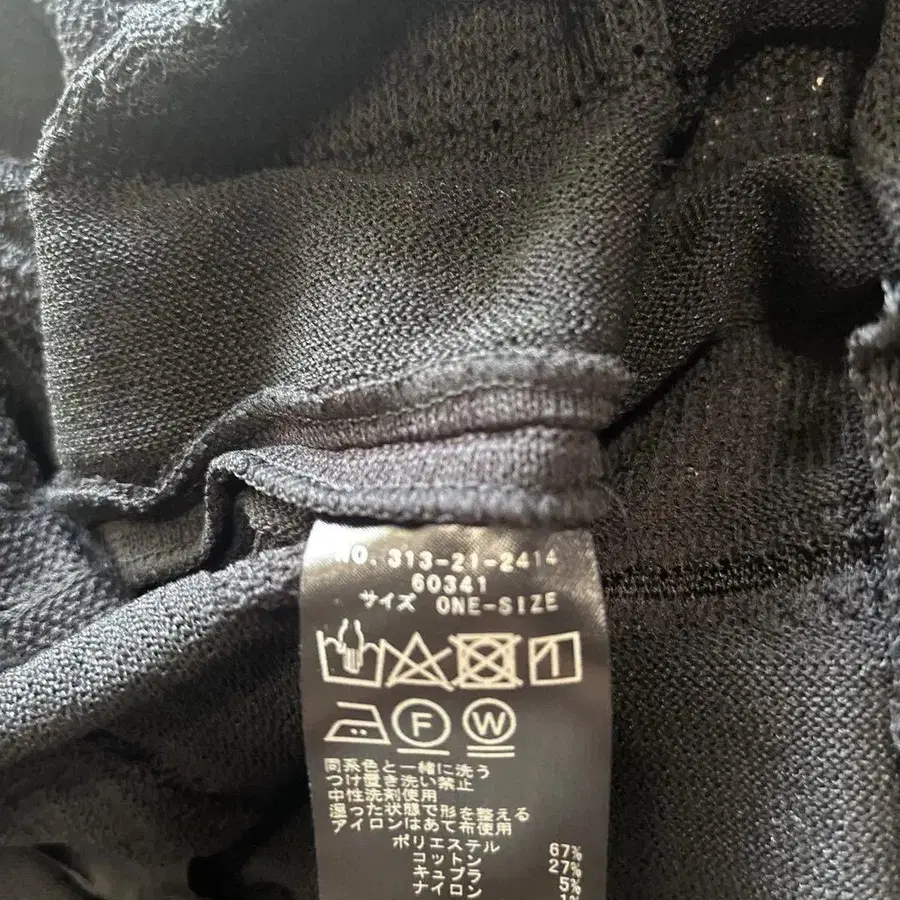 NO. 313-21-2414
60341
サイズ ONE-SIZE
F W
同系色と一緒に洗う
つけ置き洗い禁止
中性洗剤使用
湿った状態で形を整える
アイロンはあて布使用
ポリエステル 67%
コットン 27%
キュプラ 5%
ナイロン 1%